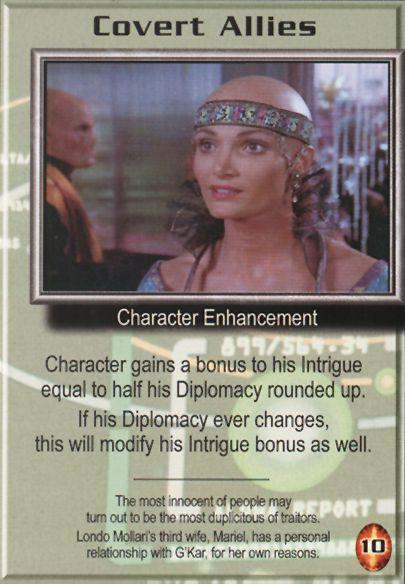 Covert Allies
Character Enhancement
Character gains a bonus to his Intrigue
equal to half his Diplomacy rounded up.
If his Diplomacy ever changes,
this will modify his Intrigue bonus as well.
The most innocent of people may
turn out to be the most duplicitous of traitors.
Londo Mollari's third wife, Mariel, has a personal
relationship with G'Kar, for her own reasons.
10